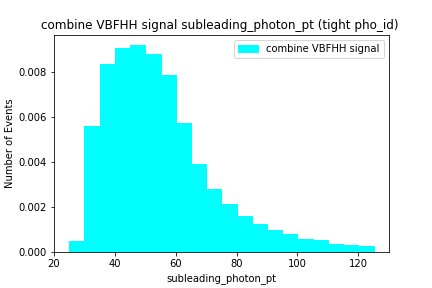 combine VBFHH signal subleading_photon_pt (tight pho_id)
combine VBFHH signal
Number of Events
0.008
0.006
0.004
0.002
0.000
20 40 60 80 100 120
subleading_photon_pt